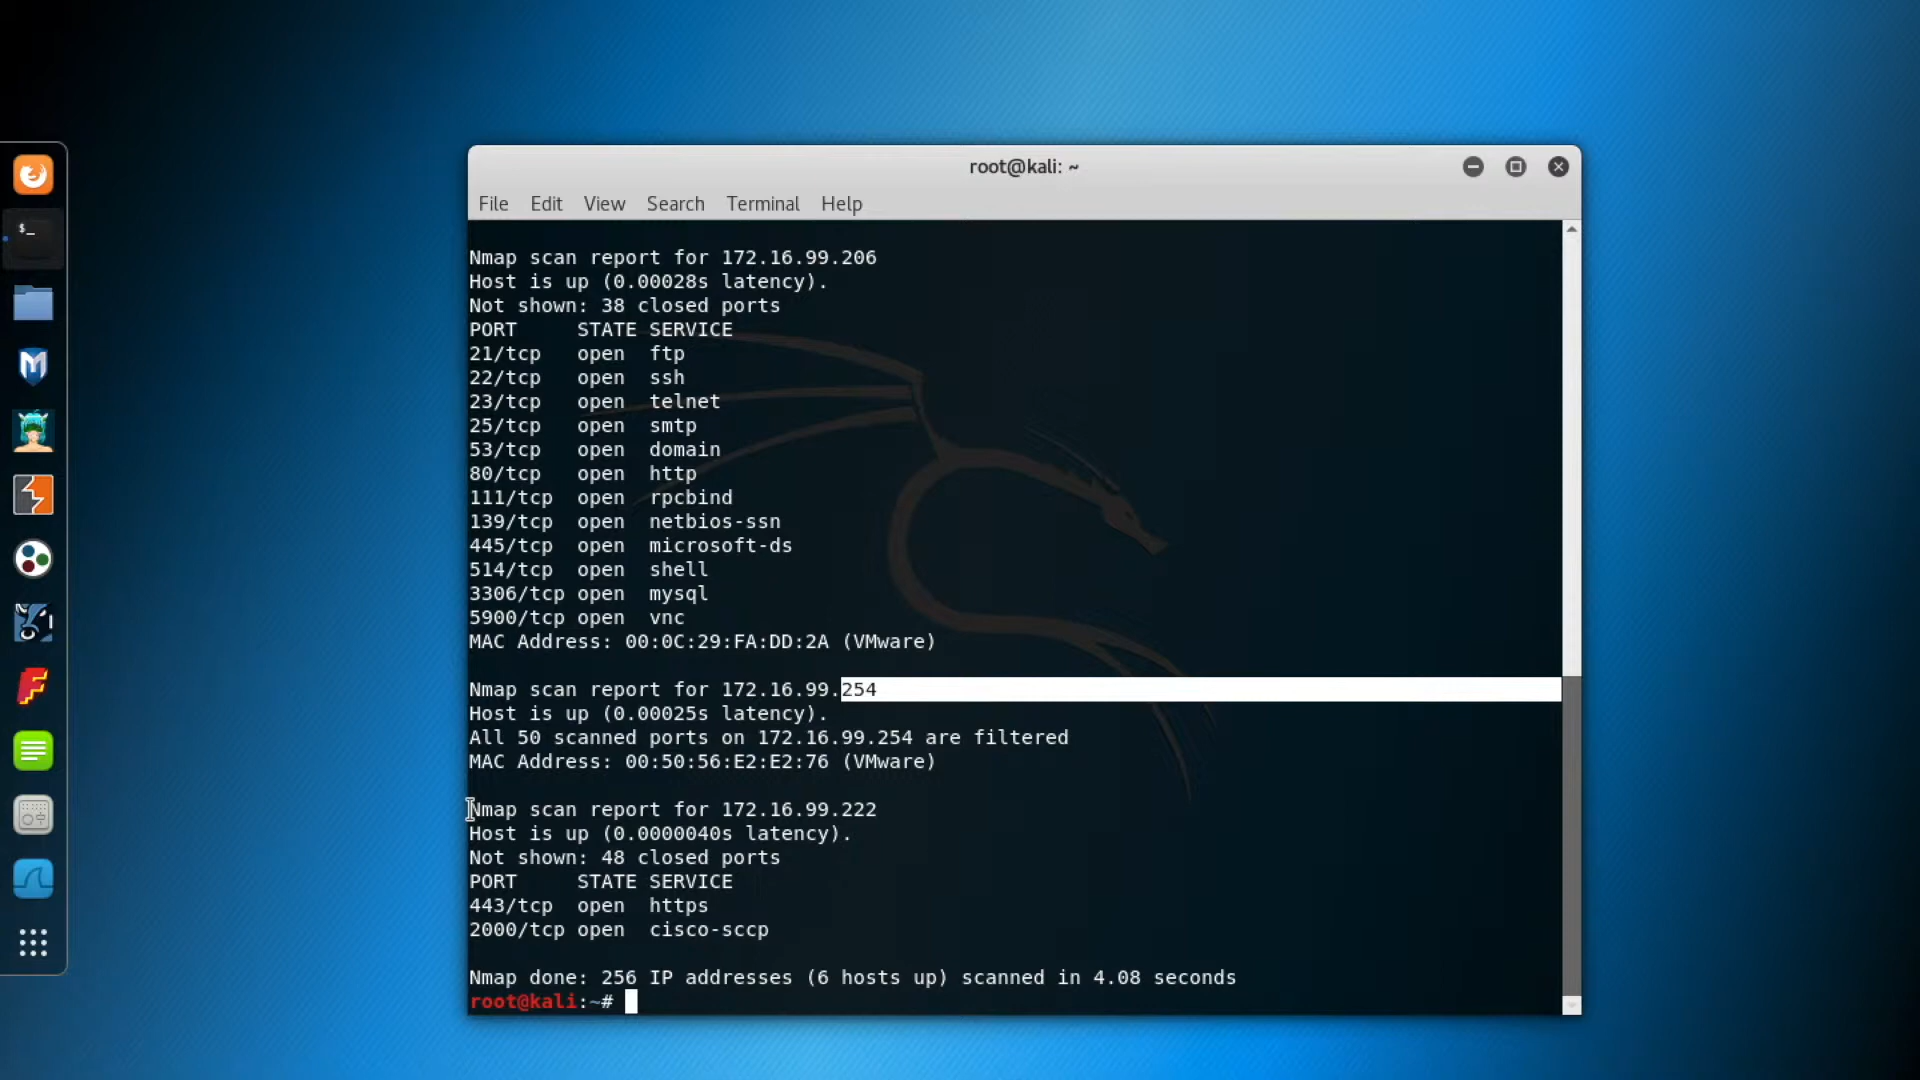 root@kali: ~
File Edit View Search Terminal Help
$_
Nmap scan report for 172.16.99.206
Host is up (0.00028s latency).
Not shown: 38 closed ports
PORT     STATE SERVICE
21/tcp   open  ftp
22/tcp   open  ssh
23/tcp   open  telnet
25/tcp   open  smtp
53/tcp   open  domain
80/tcp   open  http
111/tcp  open  rpcbind
139/tcp  open  netbios-ssn
445/tcp  open  microsoft-ds
514/tcp  open  shell
3306/tcp open  mysql
5900/tcp open  vnc
MAC Address: 00:0C:29:FA:DD:2A (VMware)
Nmap scan report for 172.16.99.254
Host is up (0.00025s latency).
All 50 scanned ports on 172.16.99.254 are filtered
MAC Address: 00:50:56:E2:E2:76 (VMware)
Nmap scan report for 172.16.99.222
Host is up (0.0000040s latency).
Not shown: 48 closed ports
PORT     STATE SERVICE
443/tcp  open  https
2000/tcp open  cisco-sccp
Nmap done: 256 IP addresses (6 hosts up) scanned in 4.08 seconds
root@kali:~#